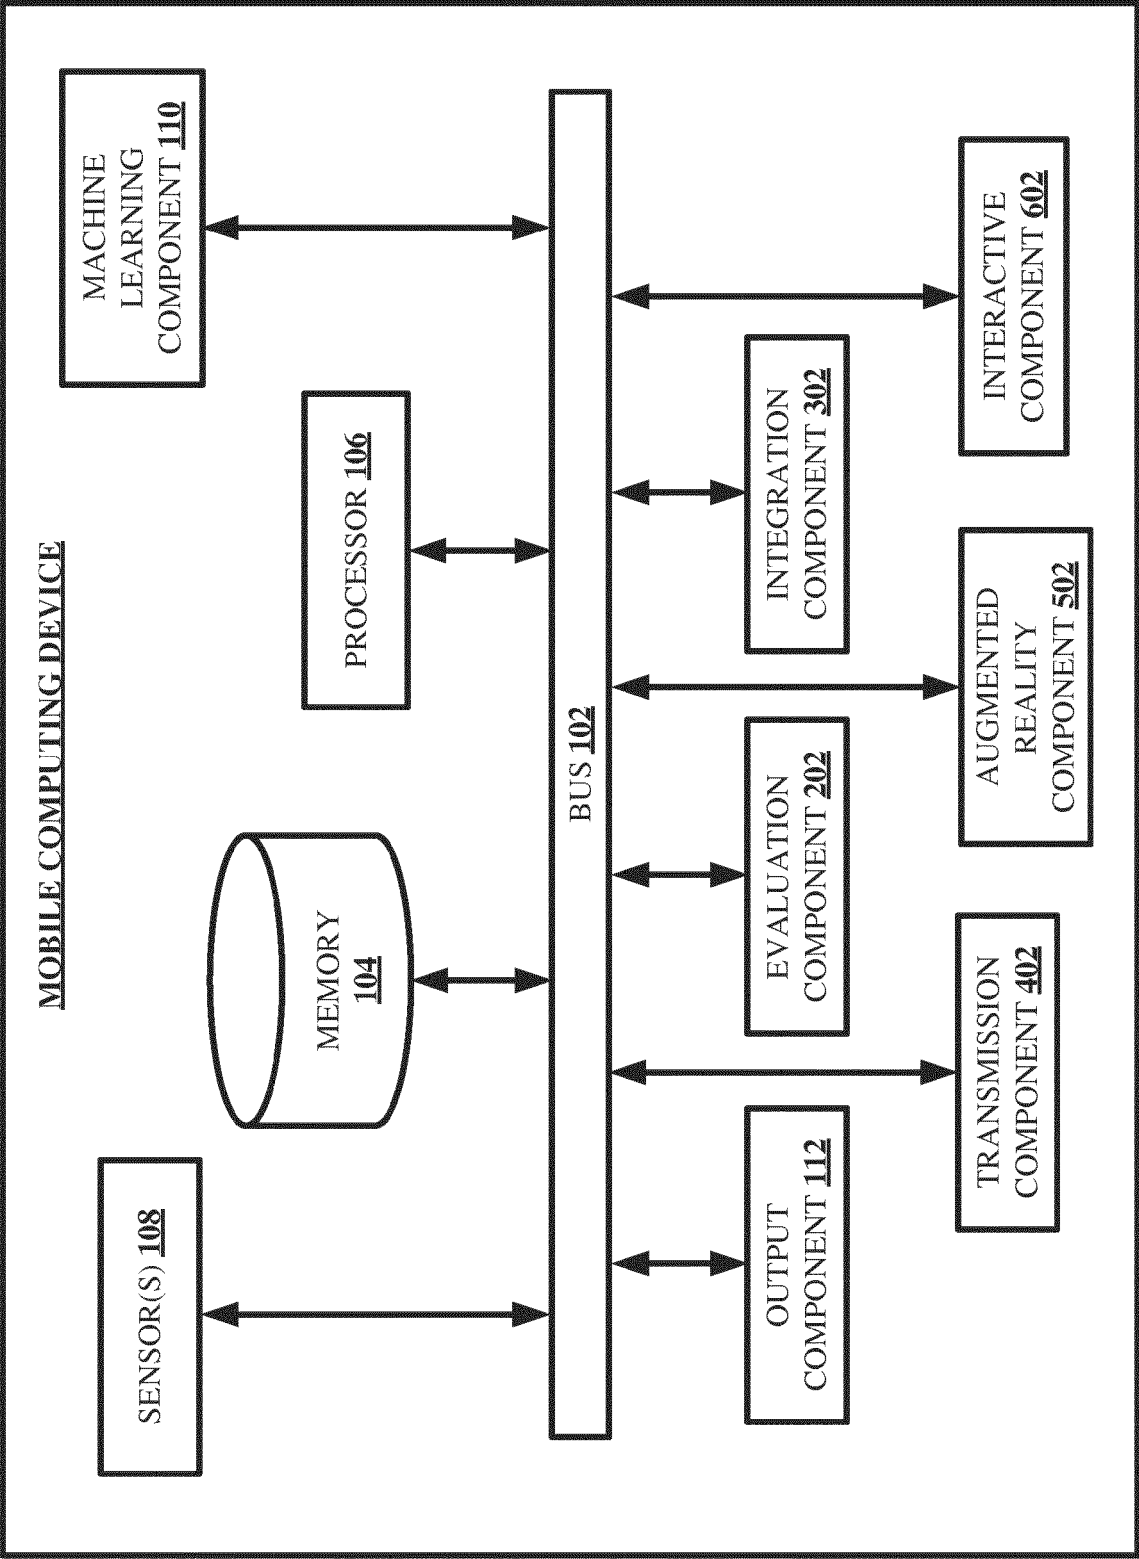 MOBILE COMPUTING DEVICE
SENSOR(S) 108
MEMORY
104
PROCESSOR 106
MACHINE
LEARNING
COMPONENT 110
BUS 102
OUTPUT
COMPONENT 112
EVALUATION
COMPONENT 202
INTEGRATION
COMPONENT 302
TRANSMISSION
COMPONENT 402
AUGMENTED
REALITY
COMPONENT 502
INTERACTIVE
COMPONENT 602